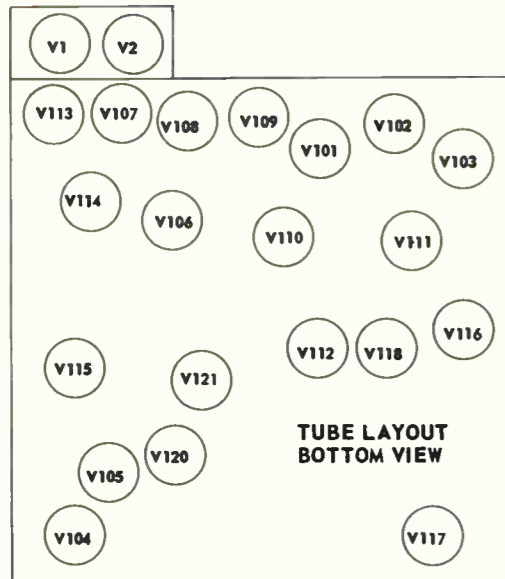 V1 V2
V113 V107 V108 V109 V101 V102 V103
V114 V106 V110 V111
V115 V121 V112 V118 V116
TUBE LAYOUT
BOTTOM VIEW
V105 V120
V104 V117